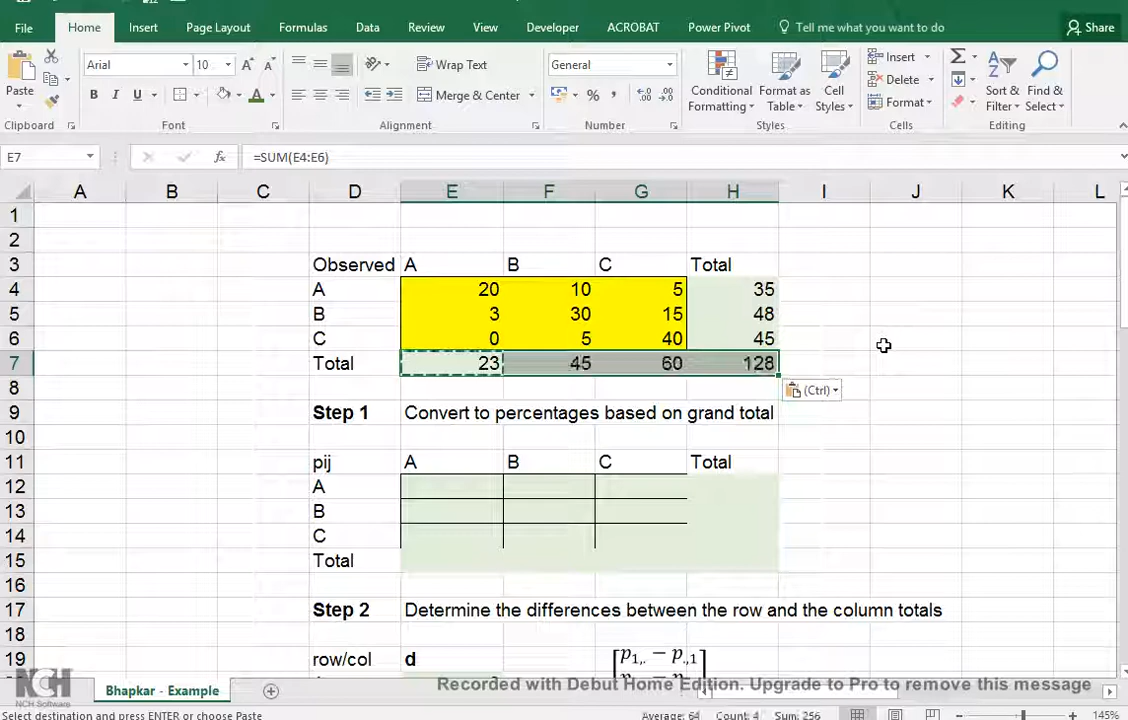 File Home Insert Page Layout Formulas Data Review View Developer ACROBAT Power Pivot Tell me what you want to do Share
Arial 10 A A Wrap Text General Insert
Paste B I U A Merge & Center % , Conditional Formatting Format as Table Cell Styles Delete Format Sort & Filter Find & Select
Clipboard Font Alignment Number Styles Cells Editing
E7 fx =SUM(E4:E6)
A B C D E F G H I J K L
1
2
3 Observed A B C Total
4 A 20 10 5 35
5 B 3 30 15 48
6 C 0 5 40 45
7 Total 23 45 60 128
8 (Ctrl)
9 Step 1 Convert to percentages based on grand total
10
11 pij A B C Total
12 A
13 B
14 C
15 Total
16
17 Step 2 Determine the differences between the row and the column totals
18
19 row/col d p1,. − p.,1
NCH
NCH Software
Bhapkar - Example
Recorded with Debut Home Edition. Upgrade to Pro to remove this message
Select destination and press ENTER or choose Paste Average: 64 Count: 4 Sum: 256 145%